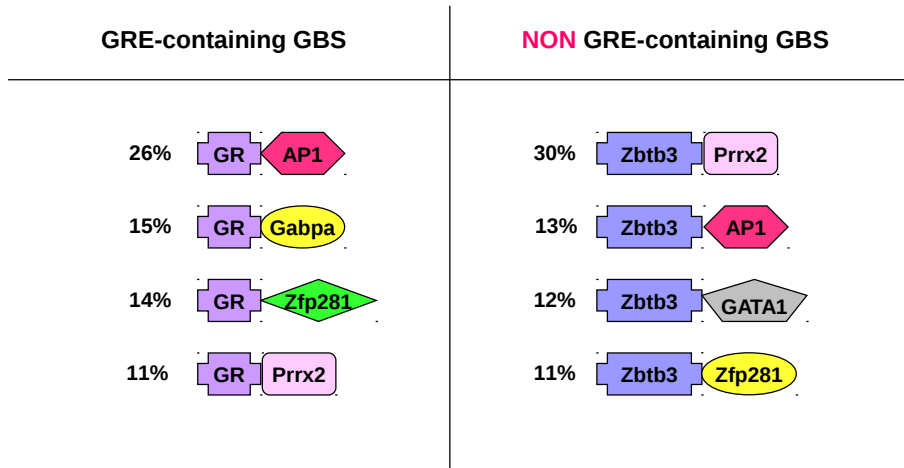 GRE-containing GBS
NON GRE-containing GBS
26% GR AP1
15% GR Gabpa
14% GR Zfp281
11% GR Prrx2
30% Zbtb3 Prrx2
13% Zbtb3 AP1
12% Zbtb3 GATA1
11% Zbtb3 Zfp281